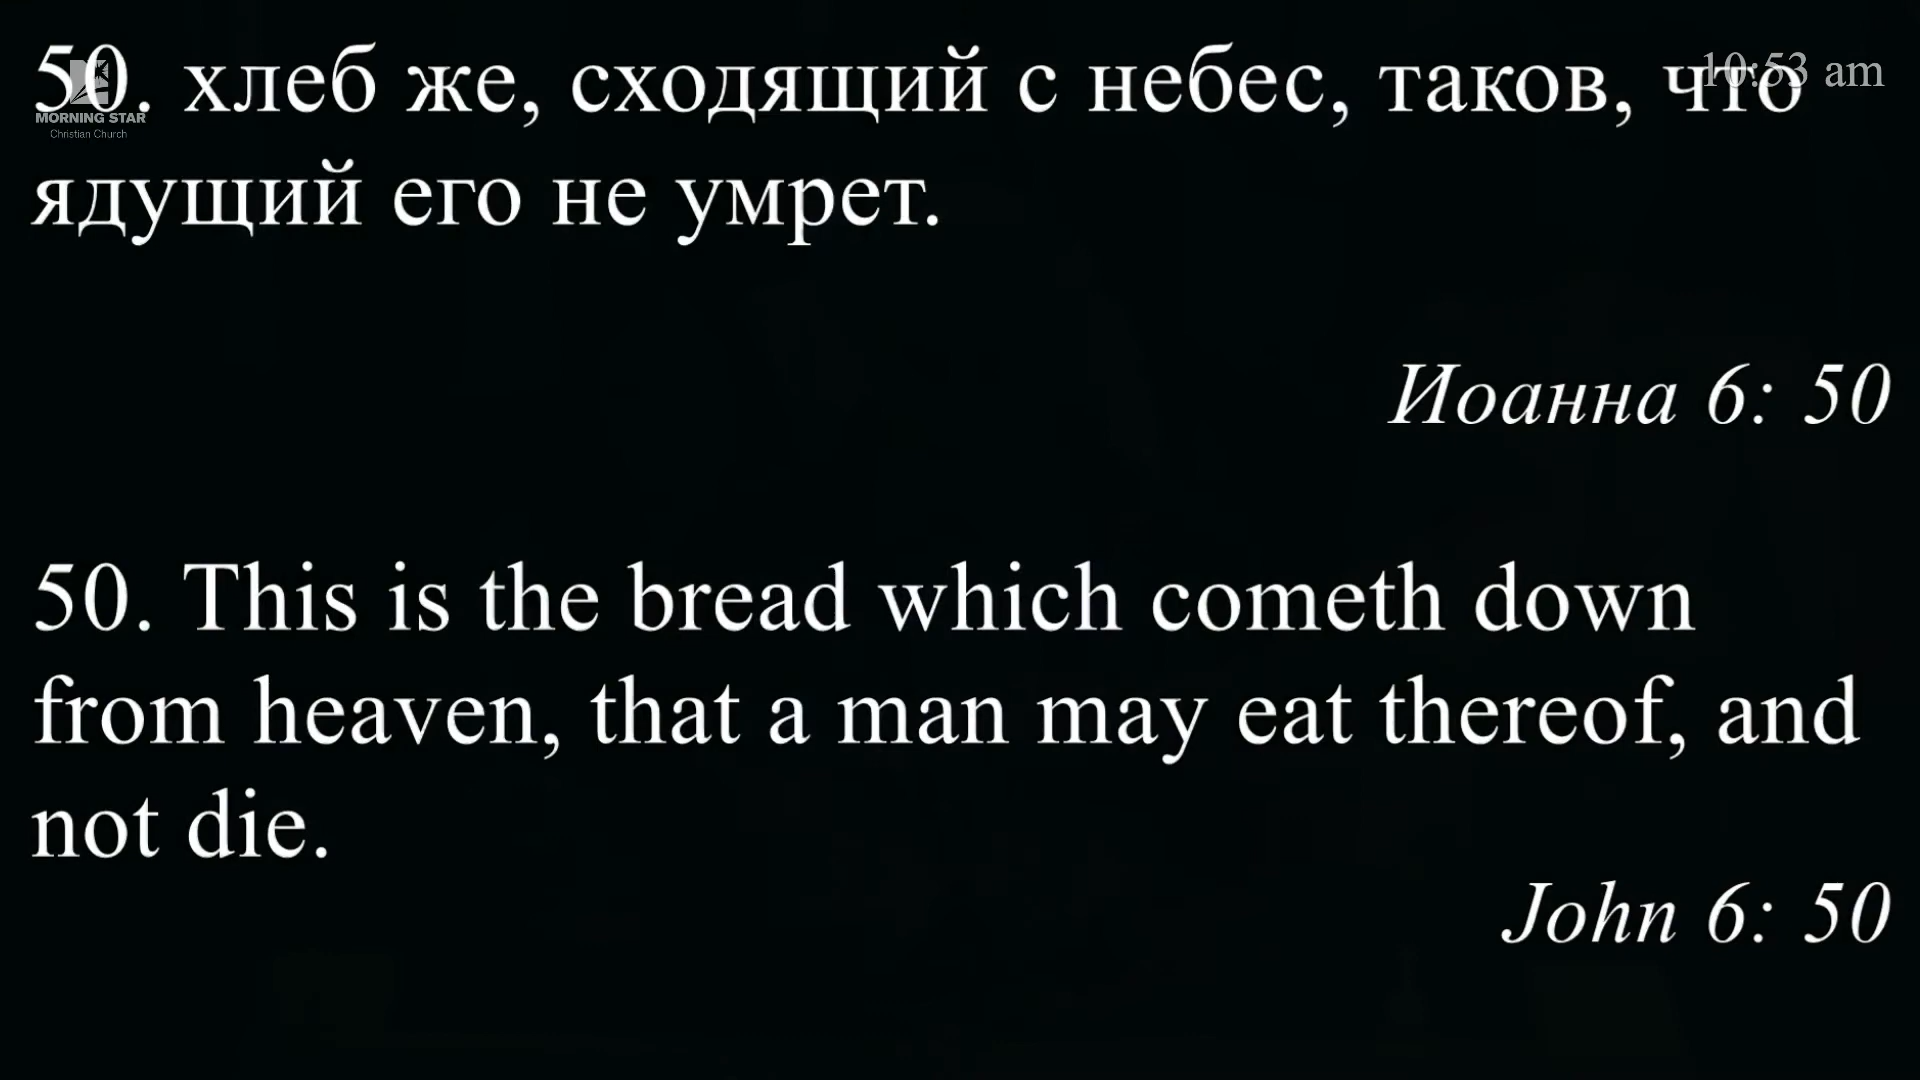 50. хлеб же, сходящий с небес, таков, что
10:53 am
MORNING STAR
Christian Church
ядущий его не умрет.
Иоанна 6: 50
50. This is the bread which cometh down
from heaven, that a man may eat thereof, and
not die.
John 6: 50